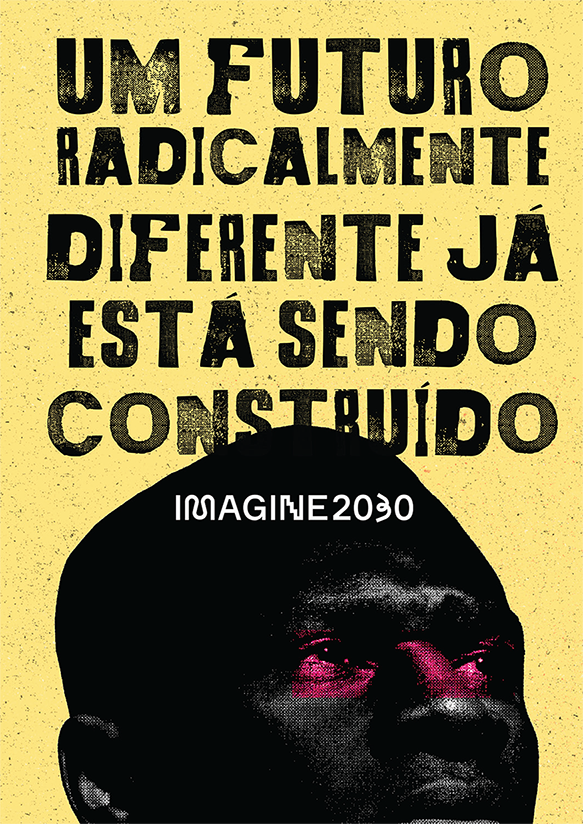 UM FUTURO
RADICALMENTE
DIFERENTE JÁ
ESTÁ SENDO
CONSTRUÍDO
IMAGINE2030